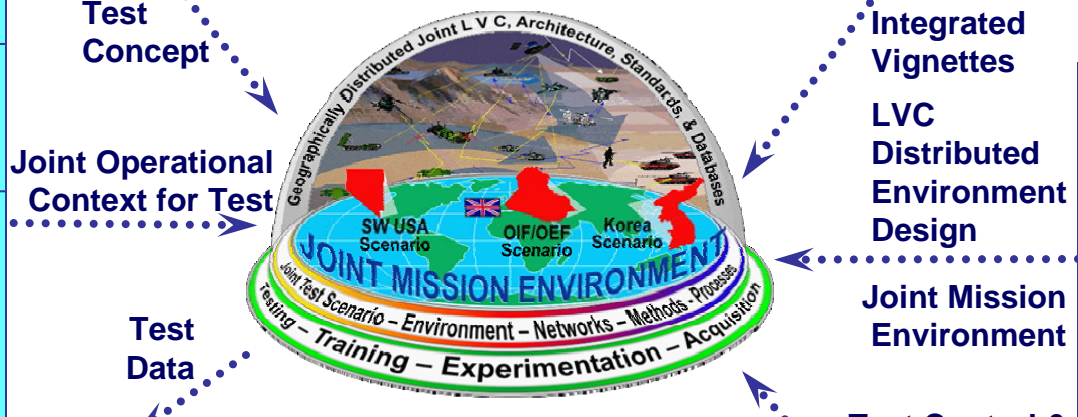 Test
Concept
Integrated
Vignettes
Geographically Distributed Joint L V C, Architecture, Standards, & Databases
LVC
Distributed
Environment
Design
Joint Operational
Context for Test
SW USA
Scenario
OIF/OEF
Scenario
Korea
Scenario
JOINT MISSION ENVIRONMENT
Joint Test Scenario – Environment – Networks – Methods - Processes
Testing – Training – Experimentation – Acquisition
Joint Mission
Environment
Test
Data